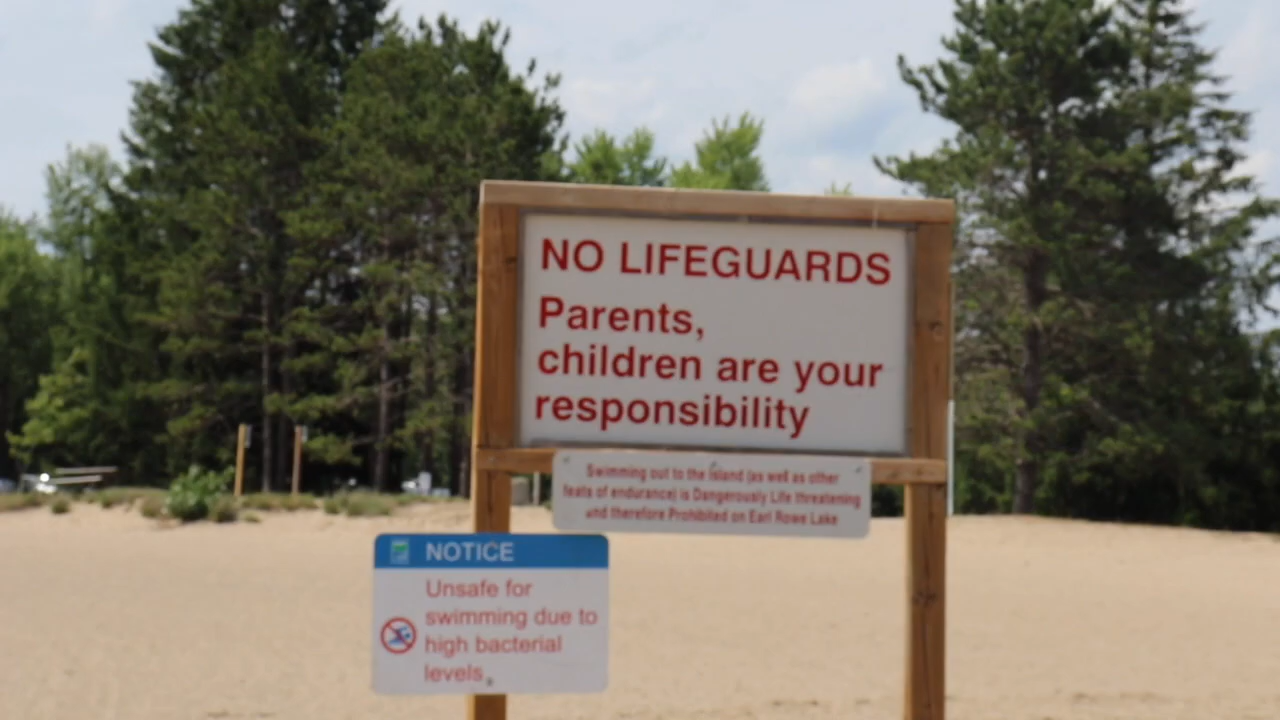 NO LIFEGUARDS
Parents,
children are your
responsibility
Swimming out to the Island (as well as other
feats of endurance) is Dangerously Life threatening
and therefore Prohibited on Earl Rowe Lake
NOTICE
Unsafe for
swimming due to
high bacterial
levels.